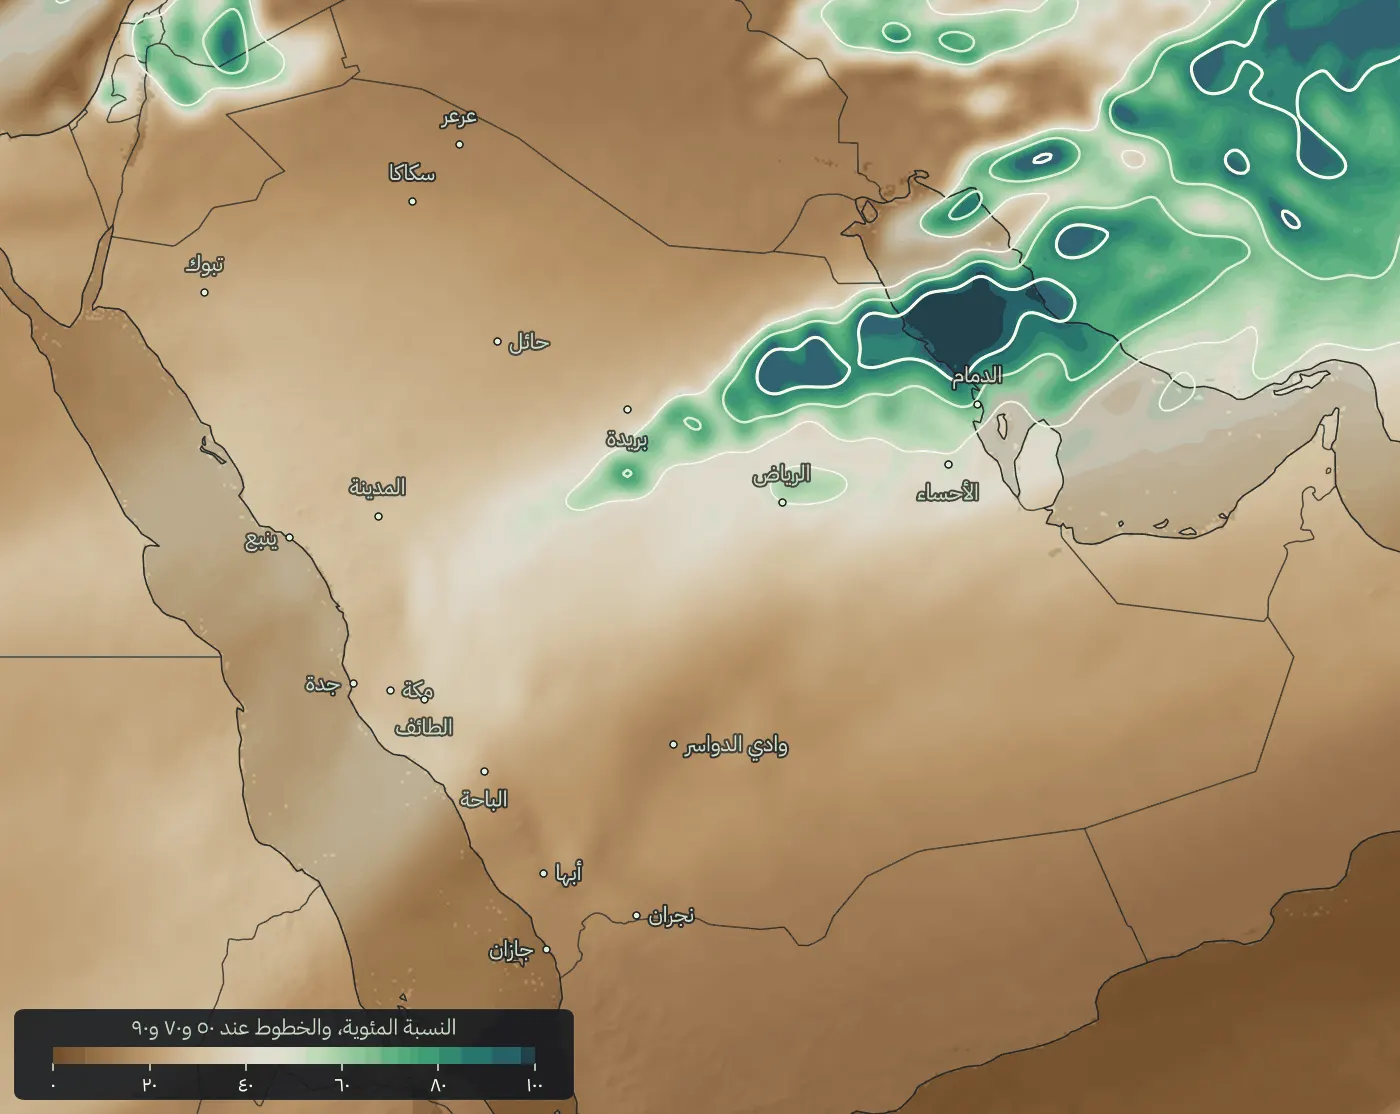 عرعر
سكاكا
تبوك
حائل
الدمام
بريدة
الرياض
المدينة
الأحساء
ينبع
جدة
مكة
الطائف
وادي الدواسر
الباحة
أبها
نجران
جازان
النسبة المئوية، والخطوط عند ٥٠ و٧٠ و٩٠
٠ ٢٠ ٤٠ ٦٠ ٨٠ ١٠٠